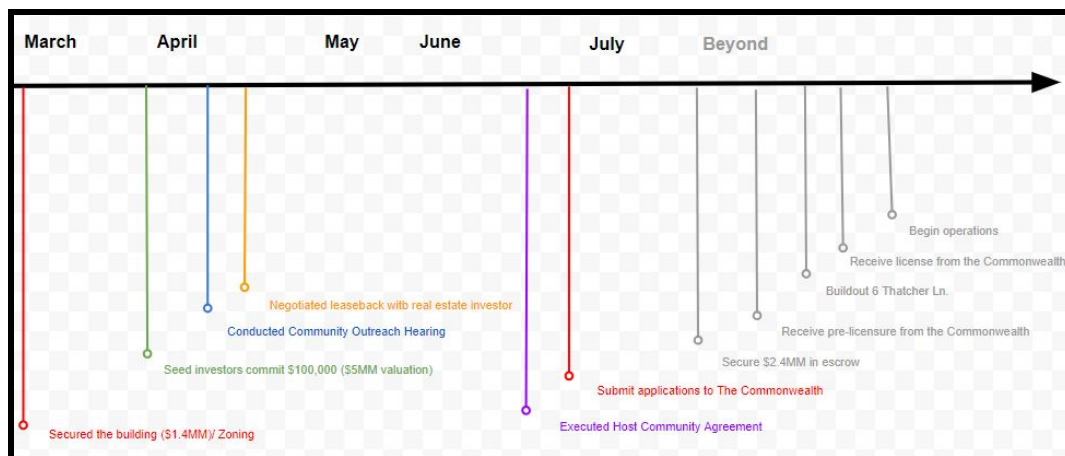 March April May June July Beyond
Begin operations
Receive license from the Commonwealth
Buildout 6 Thatcher Ln.
Negotiated leaseback witb real estate investor
Conducted Community Outreach Hearing
Receive pre-licensure from the Commonwealth
Secure $2.4MM in escrow
Seed investors commit $100,000 ($5MM valuation)
Submit applications to The Commonwealth
Executed Host Community Agreement
Secured the building ($1.4MM)/ Zoning